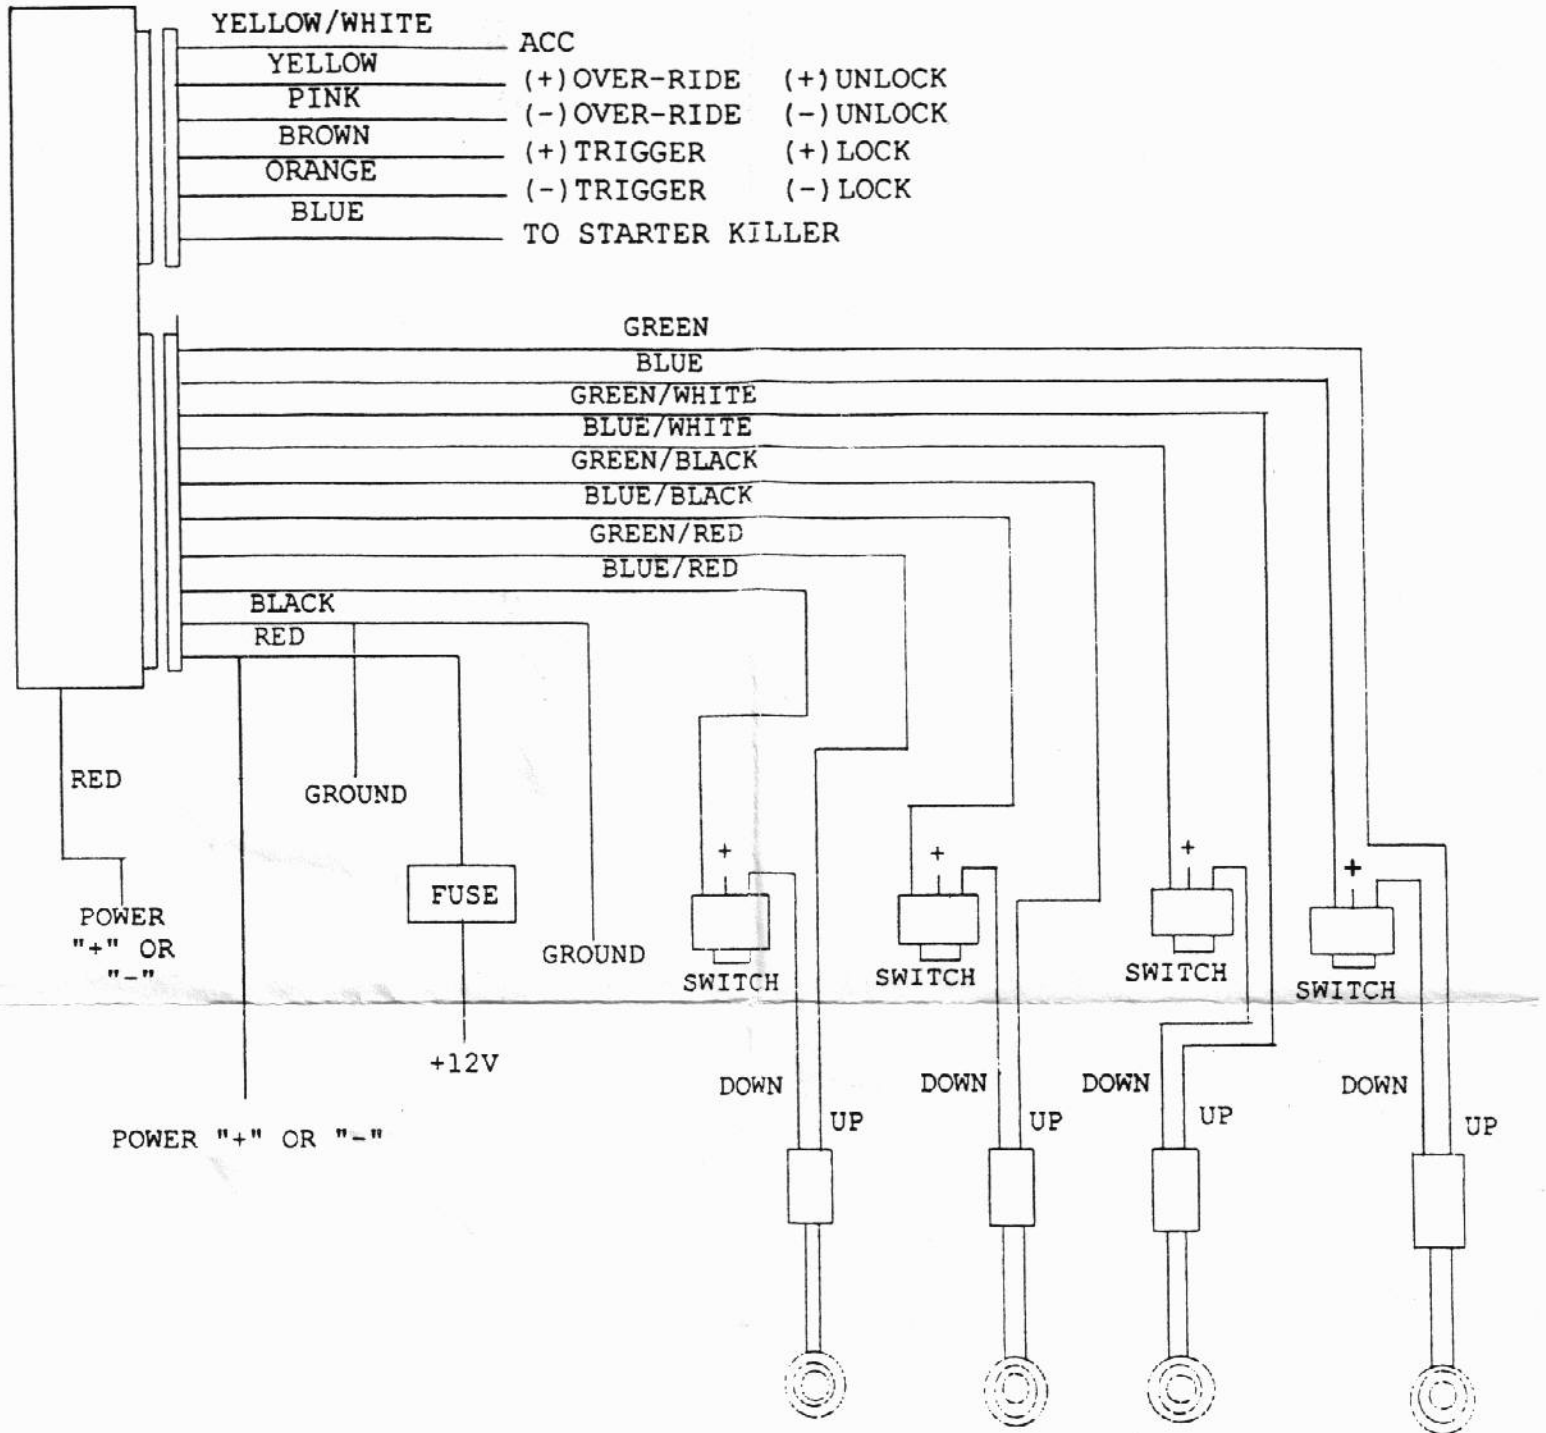 YELLOW/WHITE
ACC
YELLOW
(+)OVER-RIDE (+)UNLOCK
PINK
(-)OVER-RIDE (-)UNLOCK
BROWN
(+)TRIGGER (+)LOCK
ORANGE
(-)TRIGGER (-)LOCK
BLUE
TO STARTER KILLER
GREEN
BLUE
GREEN/WHITE
BLUE/WHITE
GREEN/BLACK
BLUE/BLACK
GREEN/RED
BLUE/RED
BLACK
RED
RED
GROUND
POWER
"+" OR
"-"
FUSE
GROUND
+
+
+
+
SWITCH
SWITCH
SWITCH
SWITCH
+12V
DOWN
DOWN
DOWN
DOWN
UP
UP
UP
UP
POWER "+" OR "-"